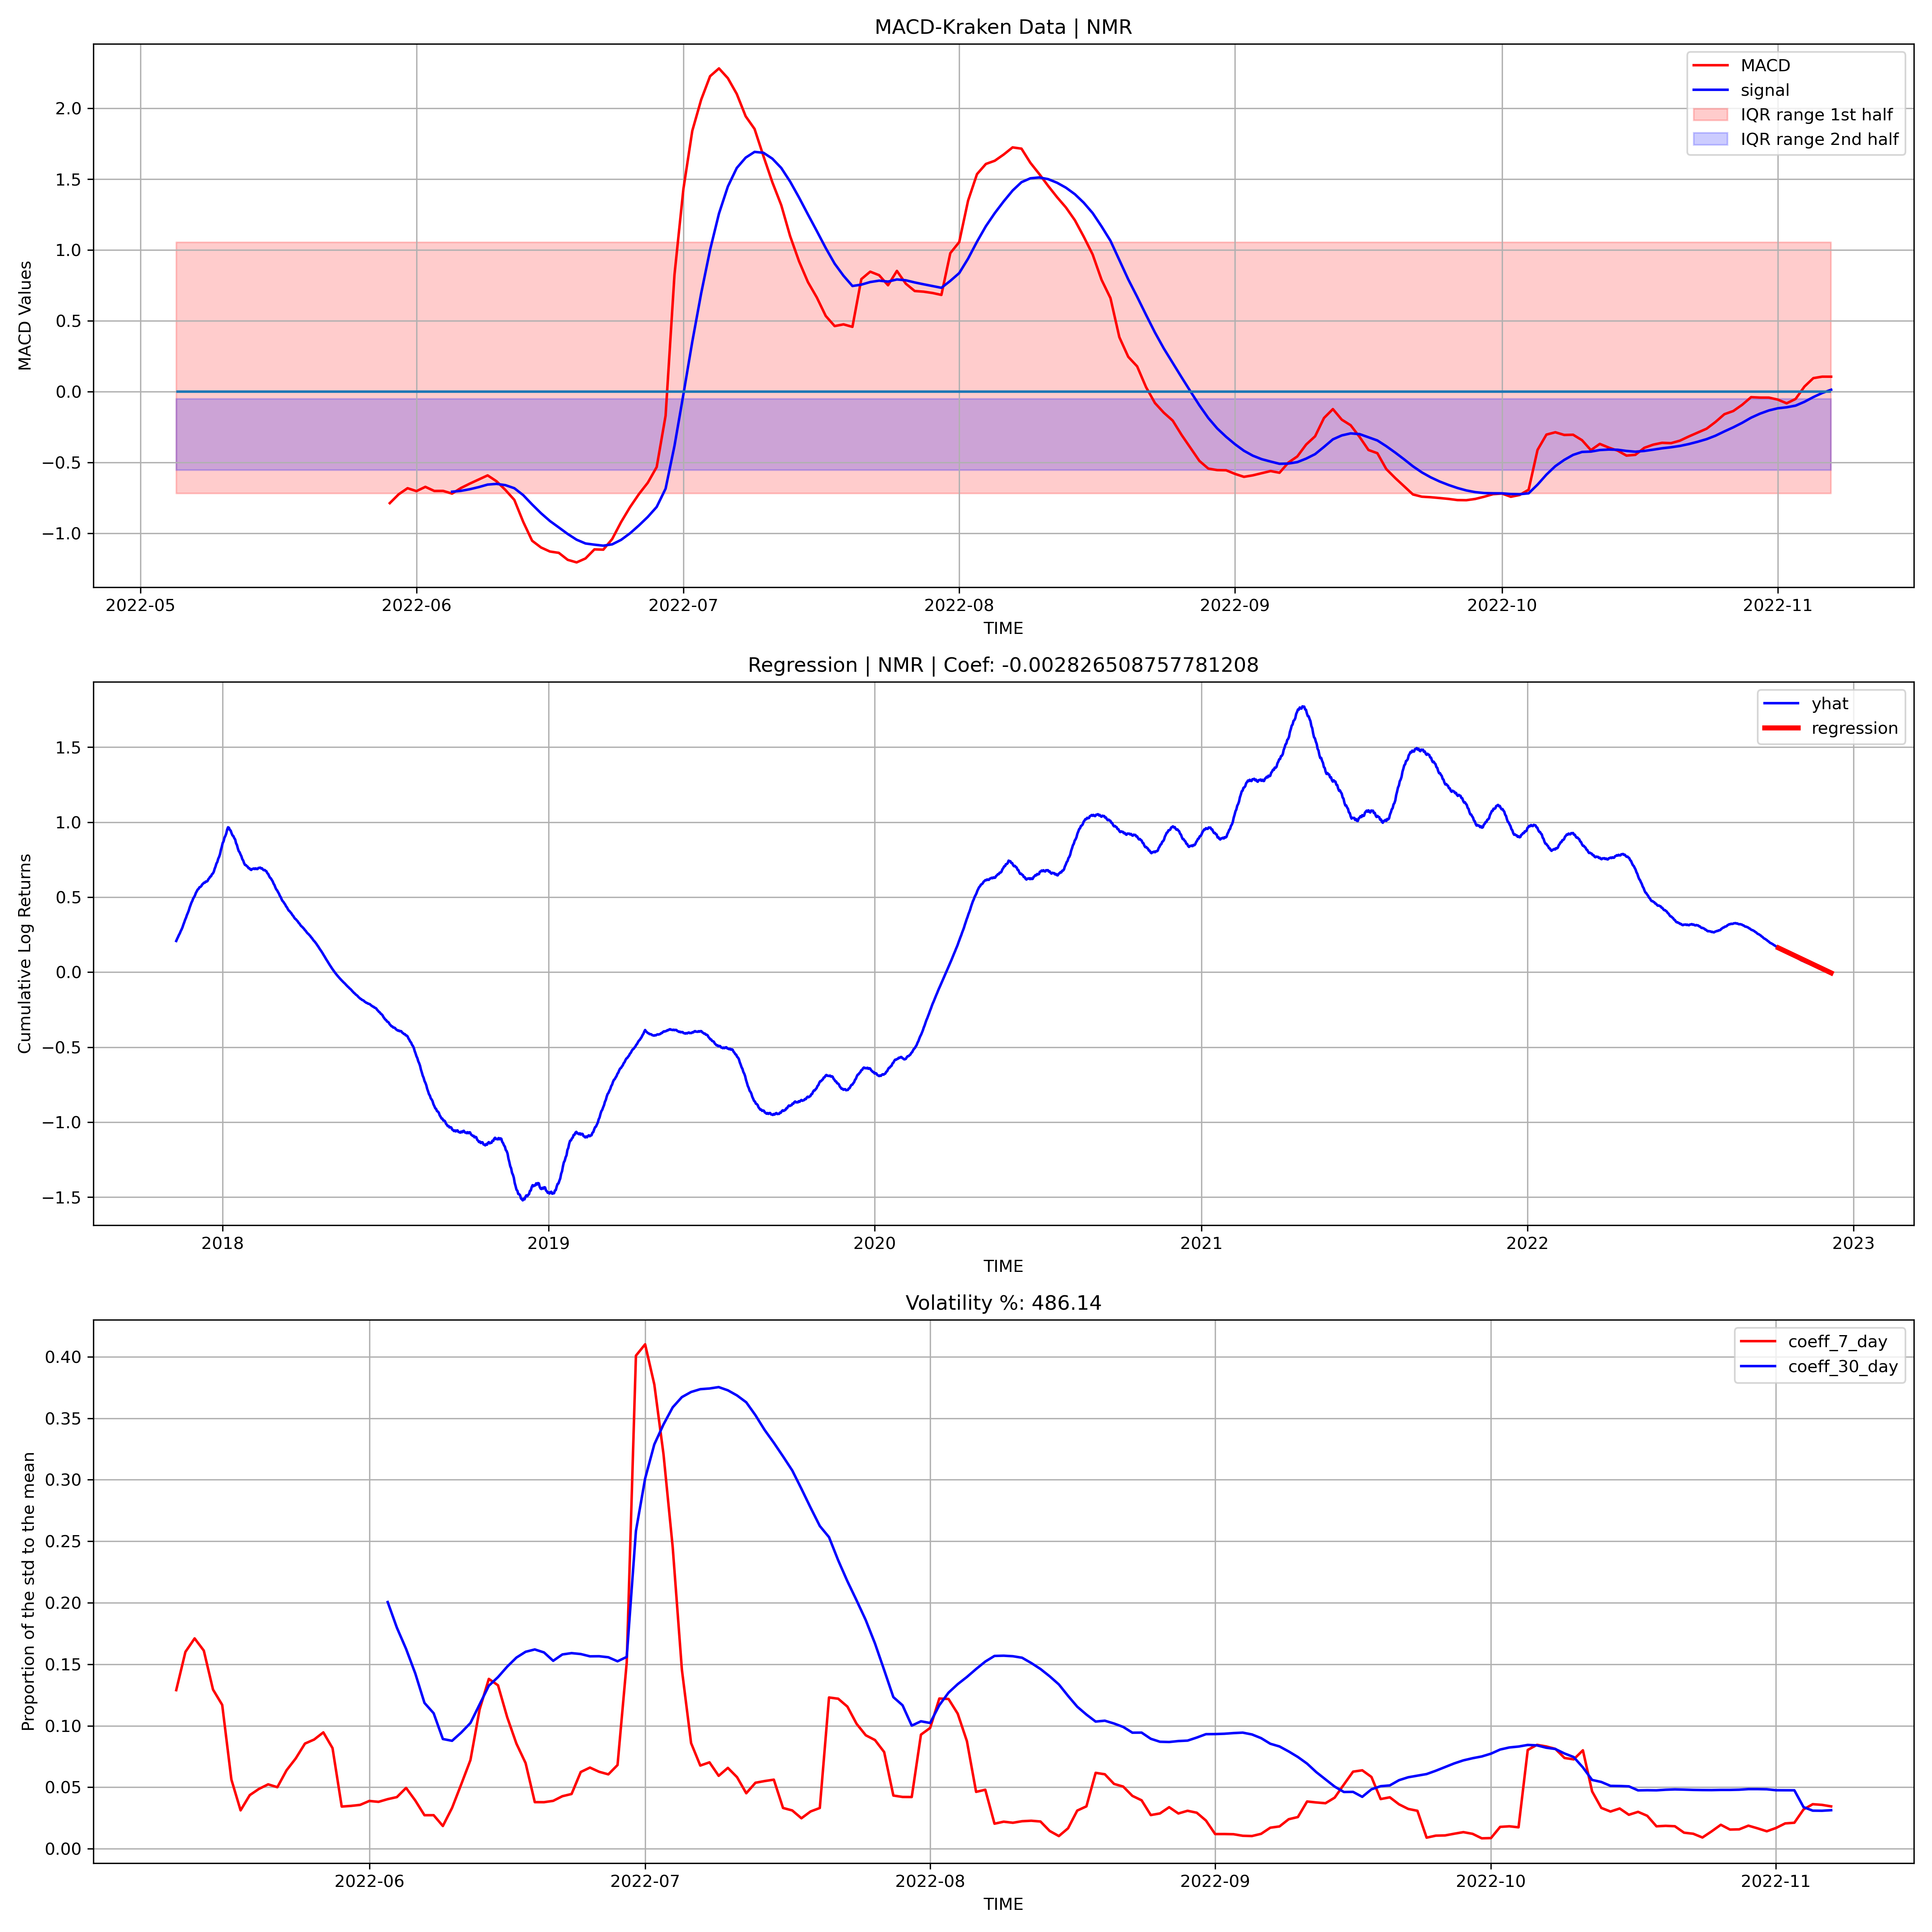 MACD-Kraken Data | NMR
MACD Values
2.0
1.5
1.0
0.5
0.0
−0.5
−1.0
MACD
signal
IQR range 1st half
IQR range 2nd half
2022-05 2022-06 2022-07 2022-08 2022-09 2022-10 2022-11
TIME
Regression | NMR | Coef: -0.002826508757781208
Cumulative Log Returns
1.5
1.0
0.5
0.0
−0.5
−1.0
−1.5
yhat
regression
2018 2019 2020 2021 2022 2023
TIME
Volatility %: 486.14
Proportion of the std to the mean
0.40
0.35
0.30
0.25
0.20
0.15
0.10
0.05
0.00
coeff_7_day
coeff_30_day
2022-06 2022-07 2022-08 2022-09 2022-10 2022-11
TIME